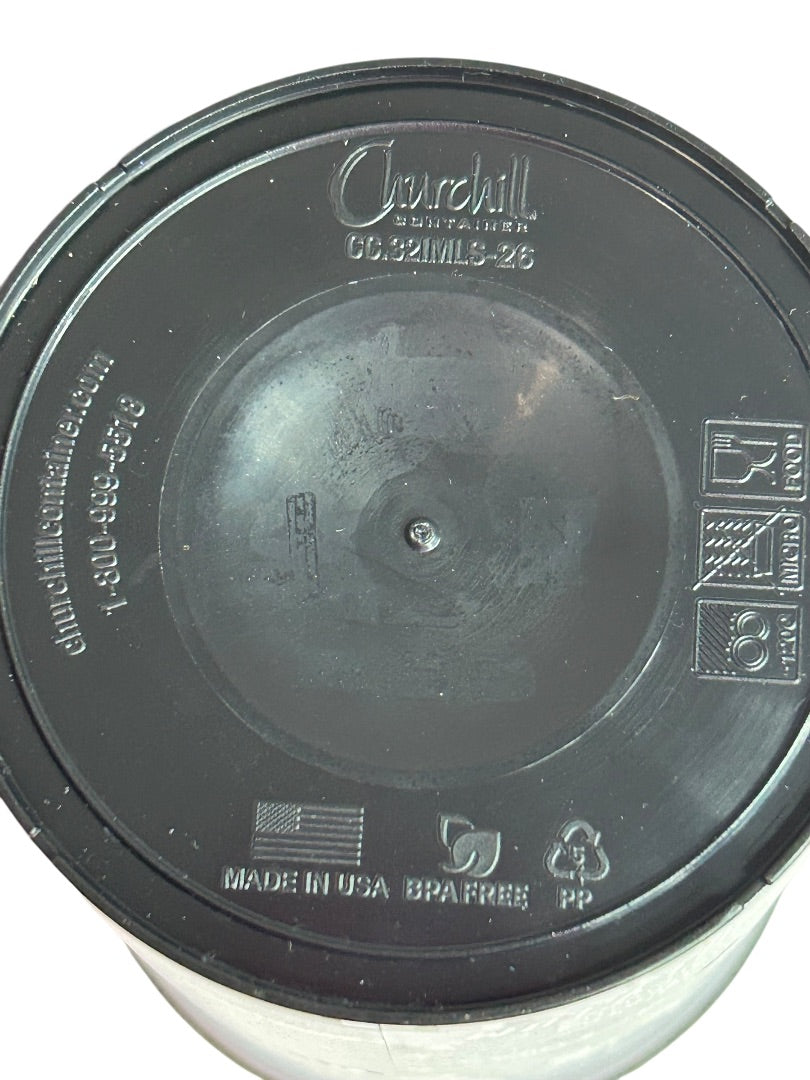 Churchill
CONTAINER
CC.32IMLS-26
churchillcontainer.com
1-800-999-5518
FOOD
MICRO
MADE IN USA
BPA FREE
5
PP